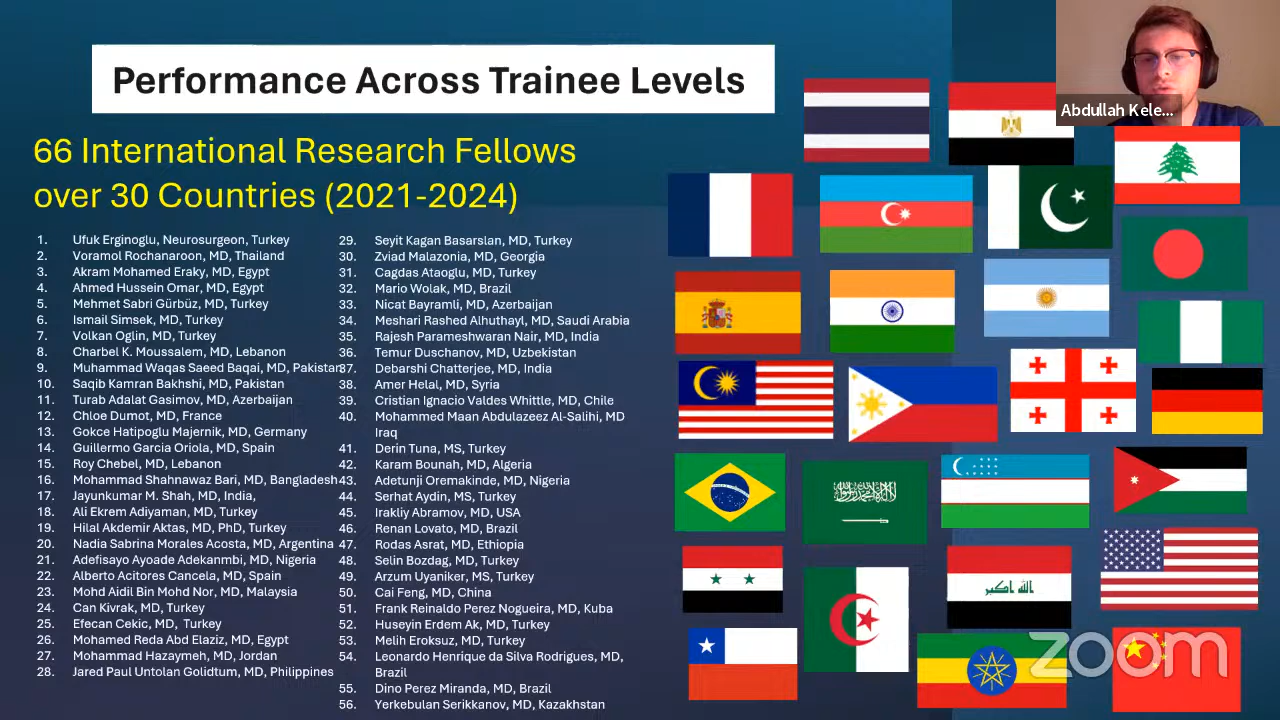 Performance Across Trainee Levels
Abdullah Kele...
66 International Research Fellows
over 30 Countries (2021-2024)
1. Ufuk Erginoglu, Neurosurgeon, Turkey
2. Voramol Rochanaroon, MD, Thailand
3. Akram Mohamed Eraky, MD, Egypt
4. Ahmed Hussein Omar, MD, Egypt
5. Mehmet Sabri Gürbüz, MD, Turkey
6. Ismail Simsek, MD, Turkey
7. Volkan Oglin, MD, Turkey
8. Charbel K. Moussalem, MD, Lebanon
9. Muhammad Waqas Saeed Baqai, MD, Pakistan
10. Saqib Kamran Bakhshi, MD, Pakistan
11. Turab Adalat Gasimov, MD, Azerbaijan
12. Chloe Dumot, MD, France
13. Gokce Hatipoglu Majernik, MD, Germany
14. Guillermo Garcia Oriola, MD, Spain
15. Roy Chebel, MD, Lebanon
16. Mohammad Shahnawaz Bari, MD, Bangladesh
17. Jayunkumar M. Shah, MD, India,
18. Ali Ekrem Adiyaman, MD, Turkey
19. Hilal Akdemir Aktas, MD, PhD, Turkey
20. Nadia Sabrina Morales Acosta, MD, Argentina
21. Adefisayo Ayoade Adekanmbi, MD, Nigeria
22. Alberto Acitores Cancela, MD, Spain
23. Mohd Aidil Bin Mohd Nor, MD, Malaysia
24. Can Kivrak, MD, Turkey
25. Efecan Cekic, MD, Turkey
26. Mohamed Reda Abd Elaziz, MD, Egypt
27. Mohammad Hazaymeh, MD, Jordan
28. Jared Paul Untolan Golidtum, MD, Philippines
29. Seyit Kagan Basarslan, MD, Turkey
30. Zviad Malazonia, MD, Georgia
31. Cagdas Ataoglu, MD, Turkey
32. Mario Wolak, MD, Brazil
33. Nicat Bayramli, MD, Azerbaijan
34. Meshari Rashed Alhuthayl, MD, Saudi Arabia
35. Rajesh Parameshwaran Nair, MD, India
36. Temur Duschanov, MD, Uzbekistan
37. Debarshi Chatterjee, MD, India
38. Amer Helal, MD, Syria
39. Cristian Ignacio Valdes Whittle, MD, Chile
40. Mohammed Maan Abdulazeez Al-Salihi, MD
Iraq
41. Derin Tuna, MS, Turkey
42. Karam Bounah, MD, Algeria
43. Adetunji Oremakinde, MD, Nigeria
44. Serhat Aydin, MS, Turkey
45. Irakliy Abramov, MD, USA
46. Renan Lovato, MD, Brazil
47. Rodas Asrat, MD, Ethiopia
48. Selin Bozdag, MD, Turkey
49. Arzum Uyaniker, MS, Turkey
50. Cai Feng, MD, China
51. Frank Reinaldo Perez Nogueira, MD, Kuba
52. Huseyin Erdem Ak, MD, Turkey
53. Melih Eroksuz, MD, Turkey
54. Leonardo Henrique da Silva Rodrigues, MD,
Brazil
55. Dino Perez Miranda, MD, Brazil
56. Yerkebulan Serikkanov, MD, Kazakhstan
الله اكبر
zoom